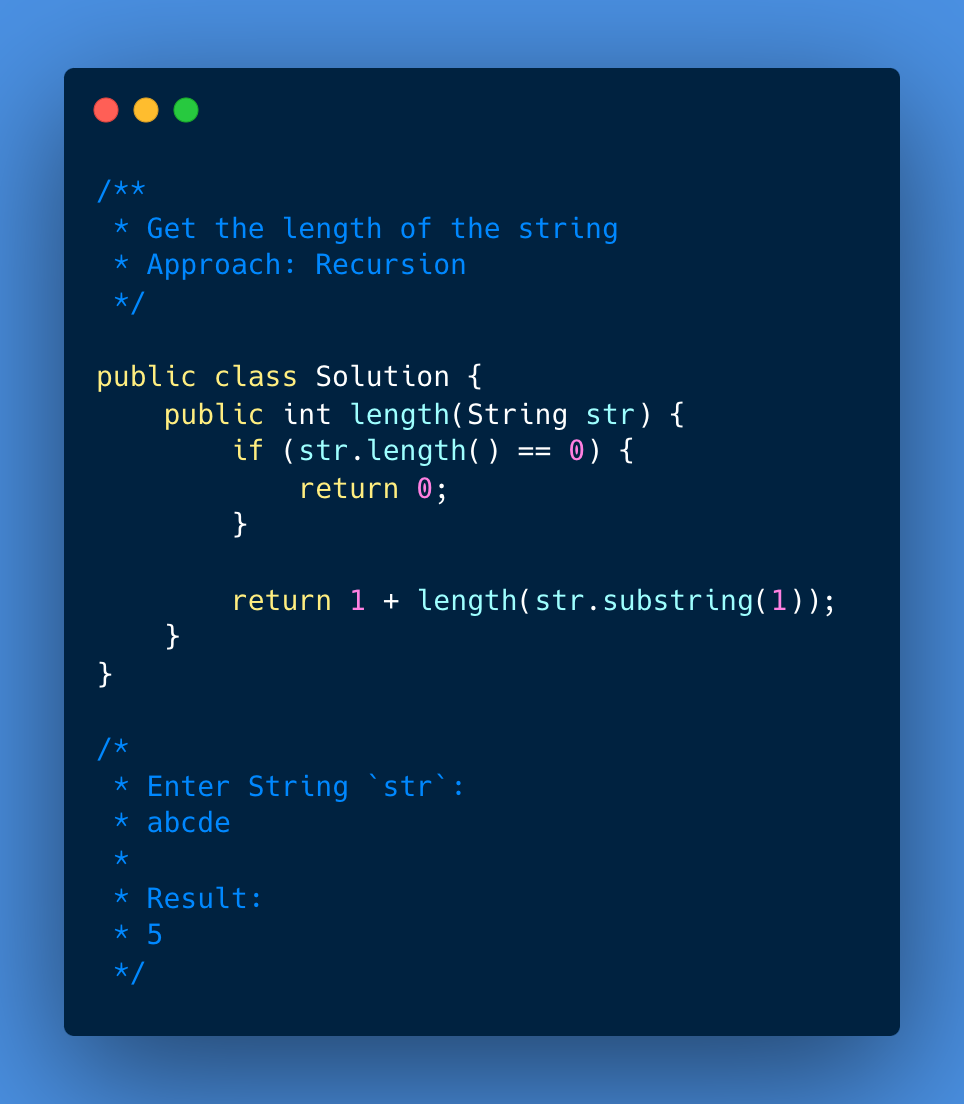 /**
 * Get the length of the string
 * Approach: Recursion
 */

public class Solution {
    public int length(String str) {
        if (str.length() == 0) {
            return 0;
        }

        return 1 + length(str.substring(1));
    }
}

/*
 * Enter String `str`:
 * abcde
 *
 * Result:
 * 5
 */